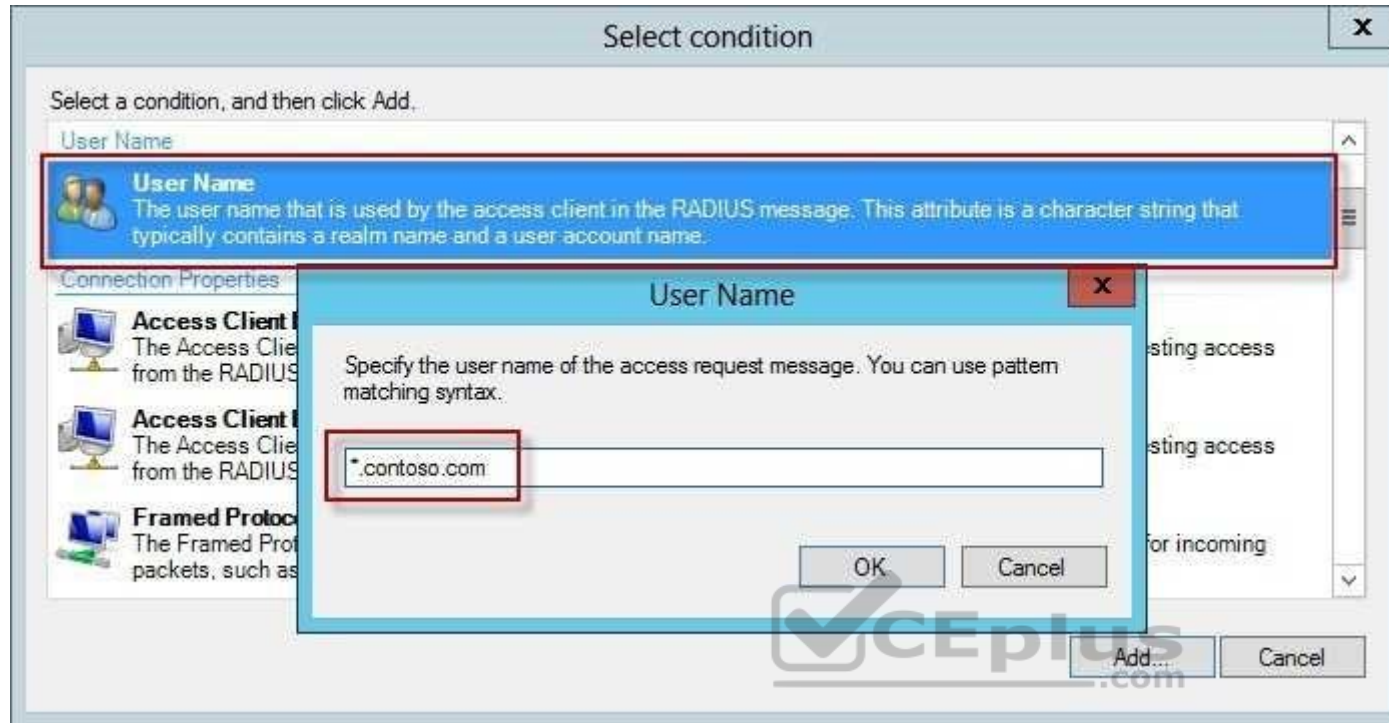 Select condition
x
Select a condition, and then click Add.
User Name
User Name
The user name that is used by the access client in the RADIUS message. This attribute is a character string that
typically contains a realm name and a user account name.
Connection Properties
User Name
x
Access Client
The Access Clie
from the RADIUS
sting access
Specify the user name of the access request message. You can use pattern
matching syntax.
Access Client
The Access Clie
from the RADIUS
sting access
*.contoso.com
Framed Protoco
The Framed Prot
packets, such as
for incoming
OK
Cancel
CEplus
.com
Add...
Cancel